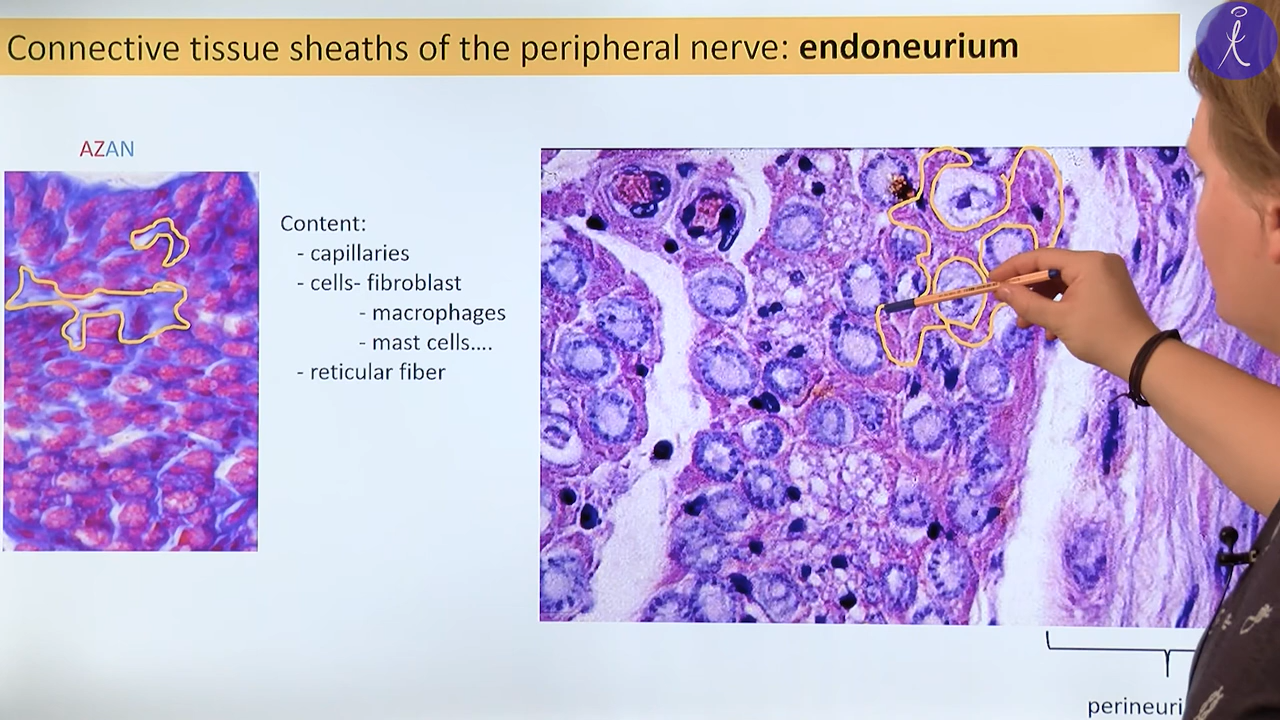 Connective tissue sheaths of the peripheral nerve: endoneurium
AZAN
Content:
- capillaries
- cells- fibroblast
- macrophages
- mast cells....
- reticular fiber
perineuri